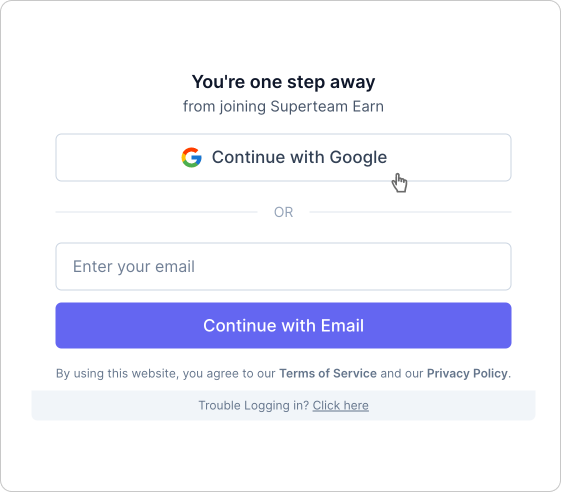 You're one step away
from joining Superteam Earn
Continue with Google
OR
Enter your email
Continue with Email
By using this website, you agree to our Terms of Service and our Privacy Policy.
Trouble Logging in? Click here